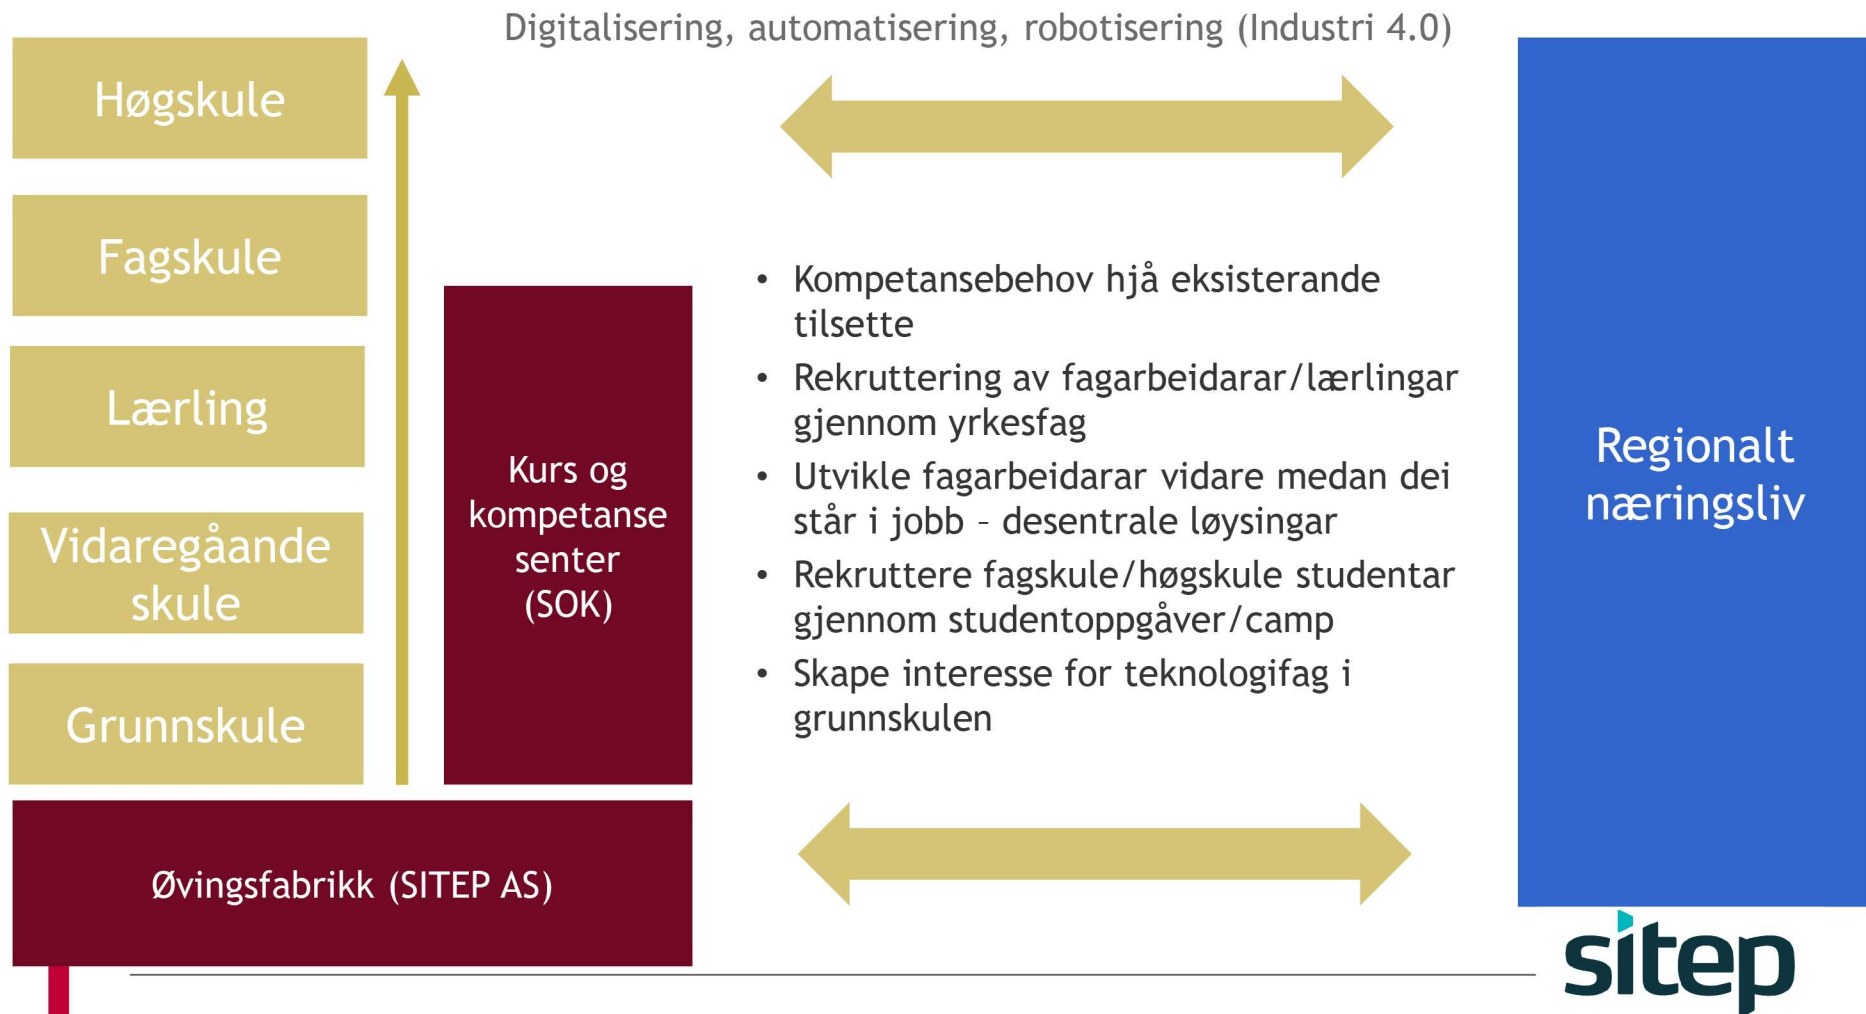 Digitalisering, automatisering, robotisering (Industri 4.0)
Høgskule
Fagskule
Lærling
Vidaregåande
skule
Grunnskule
Kurs og
kompetanse
senter
(SOK)
Øvingsfabrikk (SITEP AS)
• Kompetansebehov hjå eksisterande
tilsette
• Rekruttering av fagarbeidarar/lærlingar
gjennom yrkesfag
• Utvikle fagarbeidarar vidare medan dei
står i jobb – desentrale løysingar
• Rekruttere fagskule/høgskule studentar
gjennom studentoppgåver/camp
• Skape interesse for teknologifag i
grunnskulen
Regionalt
næringsliv
sitep